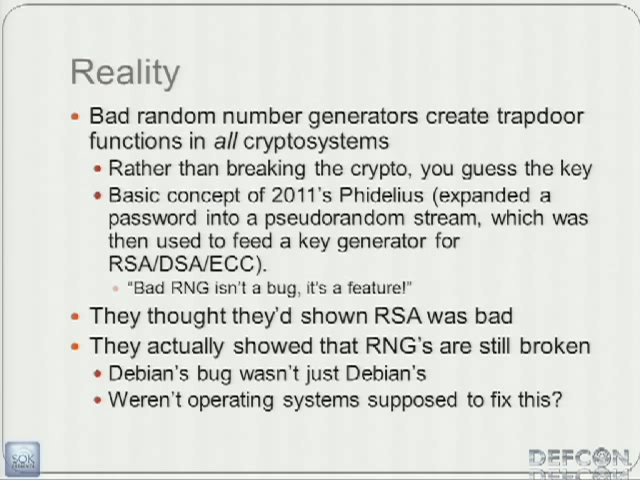 Reality
Bad random number generators create trapdoor
functions in all cryptosystems
Rather than breaking the crypto, you guess the key
Basic concept of 2011's Phidelius (expanded a
password into a pseudorandom stream, which was
then used to feed a key generator for
RSA/DSA/ECC).
"Bad RNG isn't a bug, it's a feature!"
They thought they'd shown RSA was bad
They actually showed that RNG's are still broken
Debian's bug wasn't just Debian's
Weren't operating systems supposed to fix this?
SOK
DEFCON